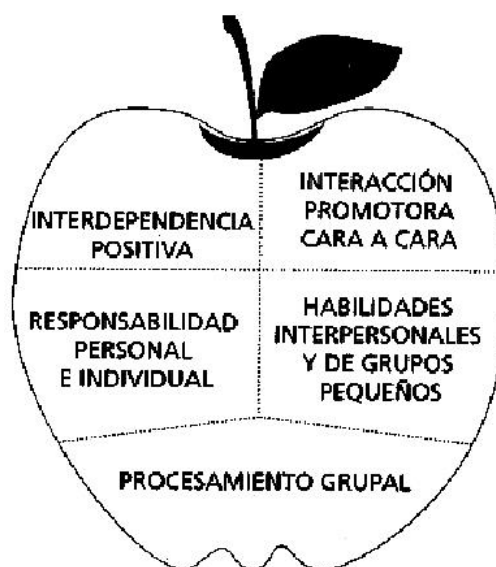 INTERDEPENDENCIA
POSITIVA
INTERACCIÓN
PROMOTORA
CARA A CARA
RESPONSABILIDAD
PERSONAL
E INDIVIDUAL
HABILIDADES
INTERPERSONALES
Y DE GRUPOS
PEQUEÑOS
PROCESAMIENTO GRUPAL